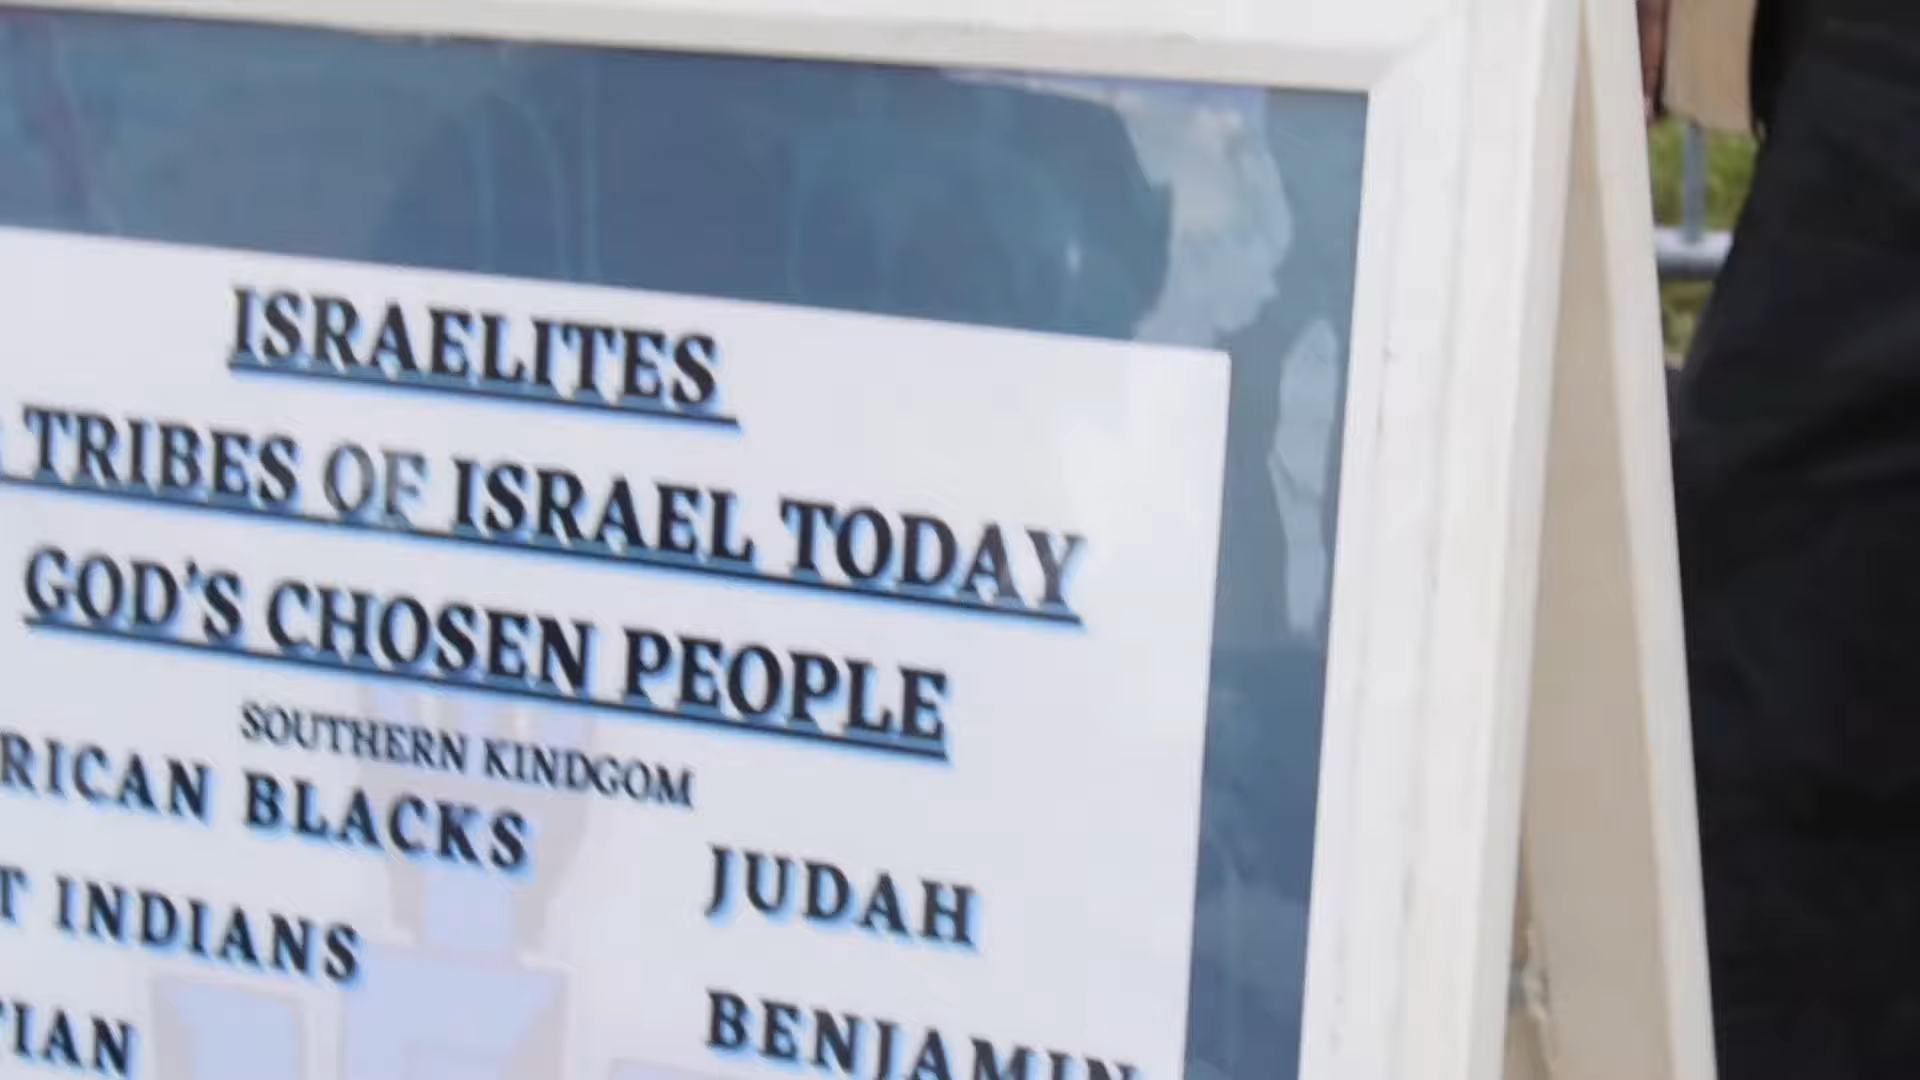 ISRAELITES
TRIBES OF ISRAEL TODAY
GOD'S CHOSEN PEOPLE
SOUTHERN KINDGOM
RICAN BLACKS JUDAH
T INDIANS BENJAMIN
IAN